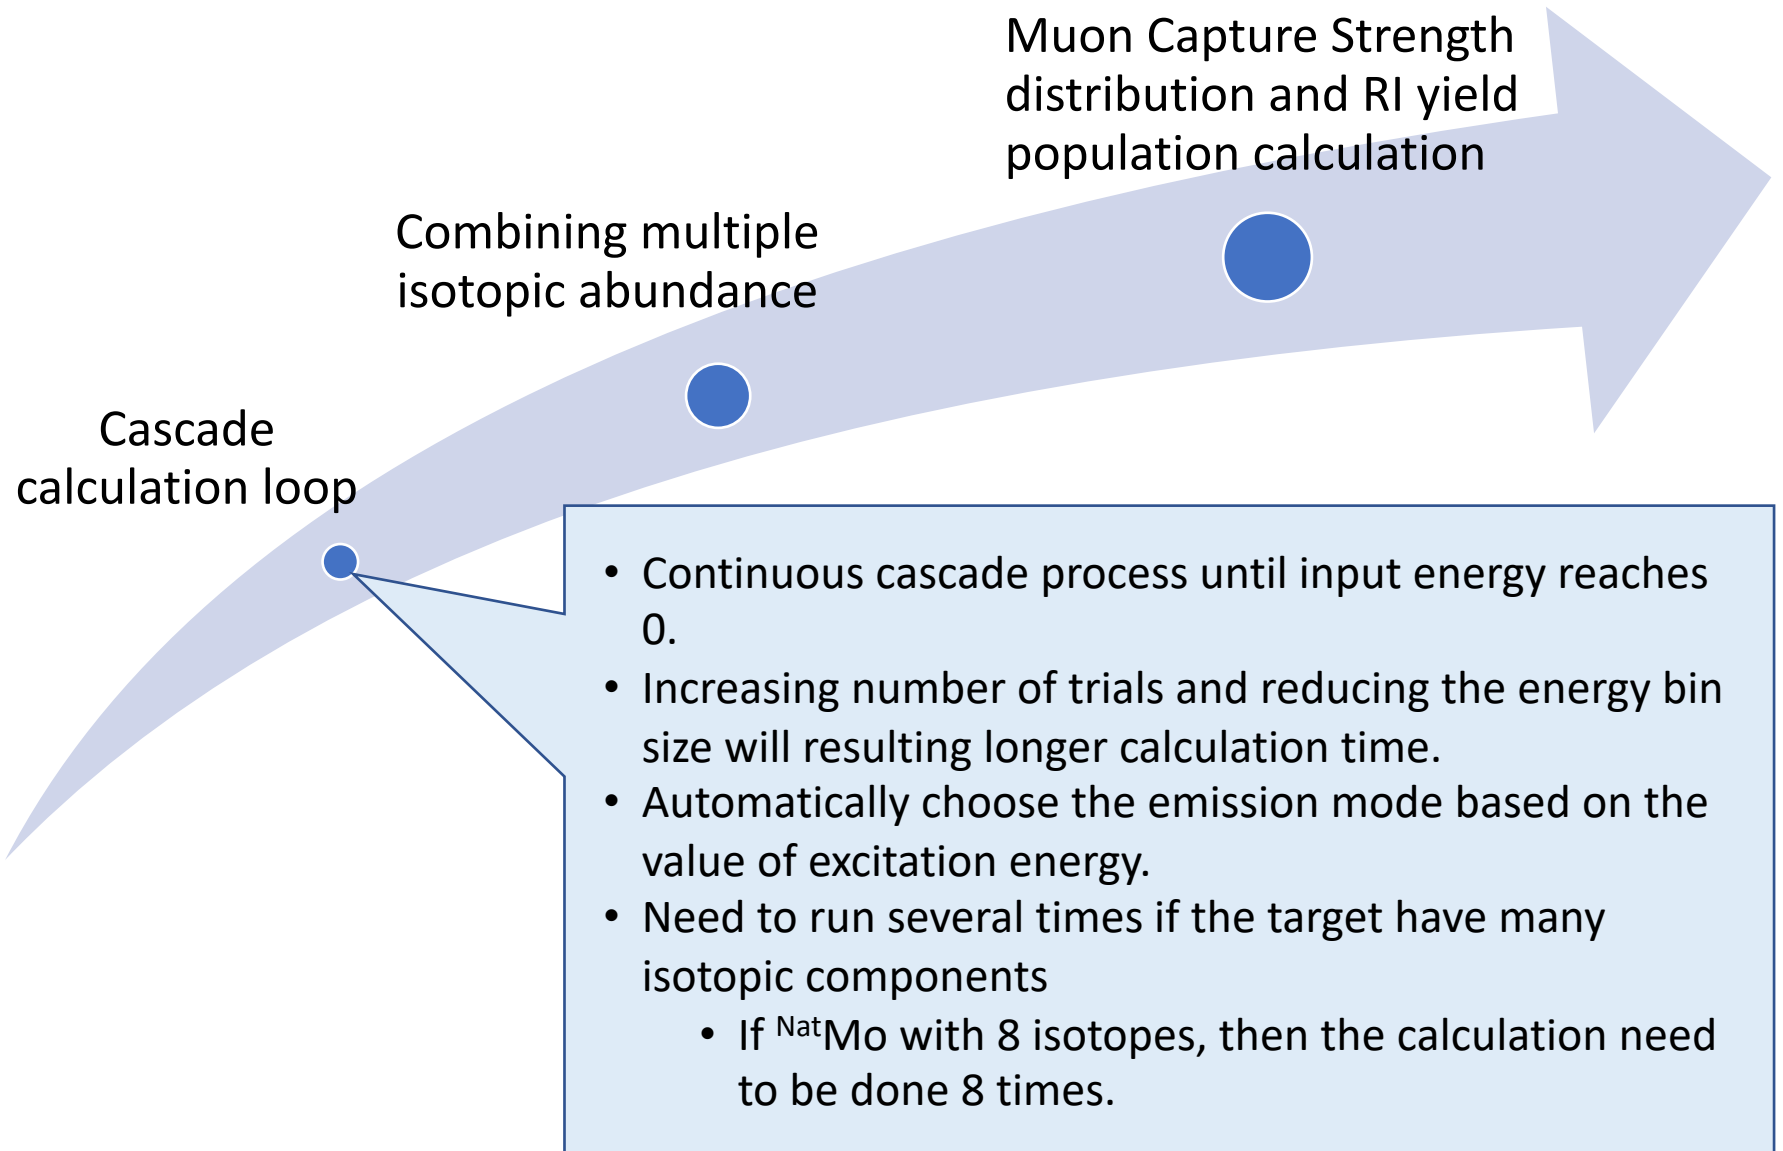 Muon Capture Strength
distribution and RI yield
population calculation
Combining multiple
isotopic abundance
Cascade
calculation loop
• Continuous cascade process until input energy reaches
0.
• Increasing number of trials and reducing the energy bin
size will resulting longer calculation time.
• Automatically choose the emission mode based on the
value of excitation energy.
• Need to run several times if the target have many
isotopic components
• If ᴺᵃᵗMo with 8 isotopes, then the calculation need
to be done 8 times.